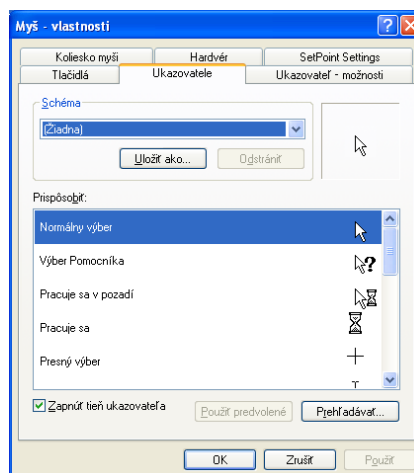 Myš - vlastnosti
Koliesko myši Hardvér SetPoint Settings
Tlačidlá Ukazovatele Ukazovateľ - možnosti
Schéma
(Žiadna)
Uložiť ako... Odstrániť
Prispôsobiť:
Normálny výber
Výber Pomocníka
Pracuje sa v pozadí
Pracuje sa
Presný výber
Zapnúť tieň ukazovateľa Použiť predvolené Prehľadávať...
OK Zrušiť Použiť